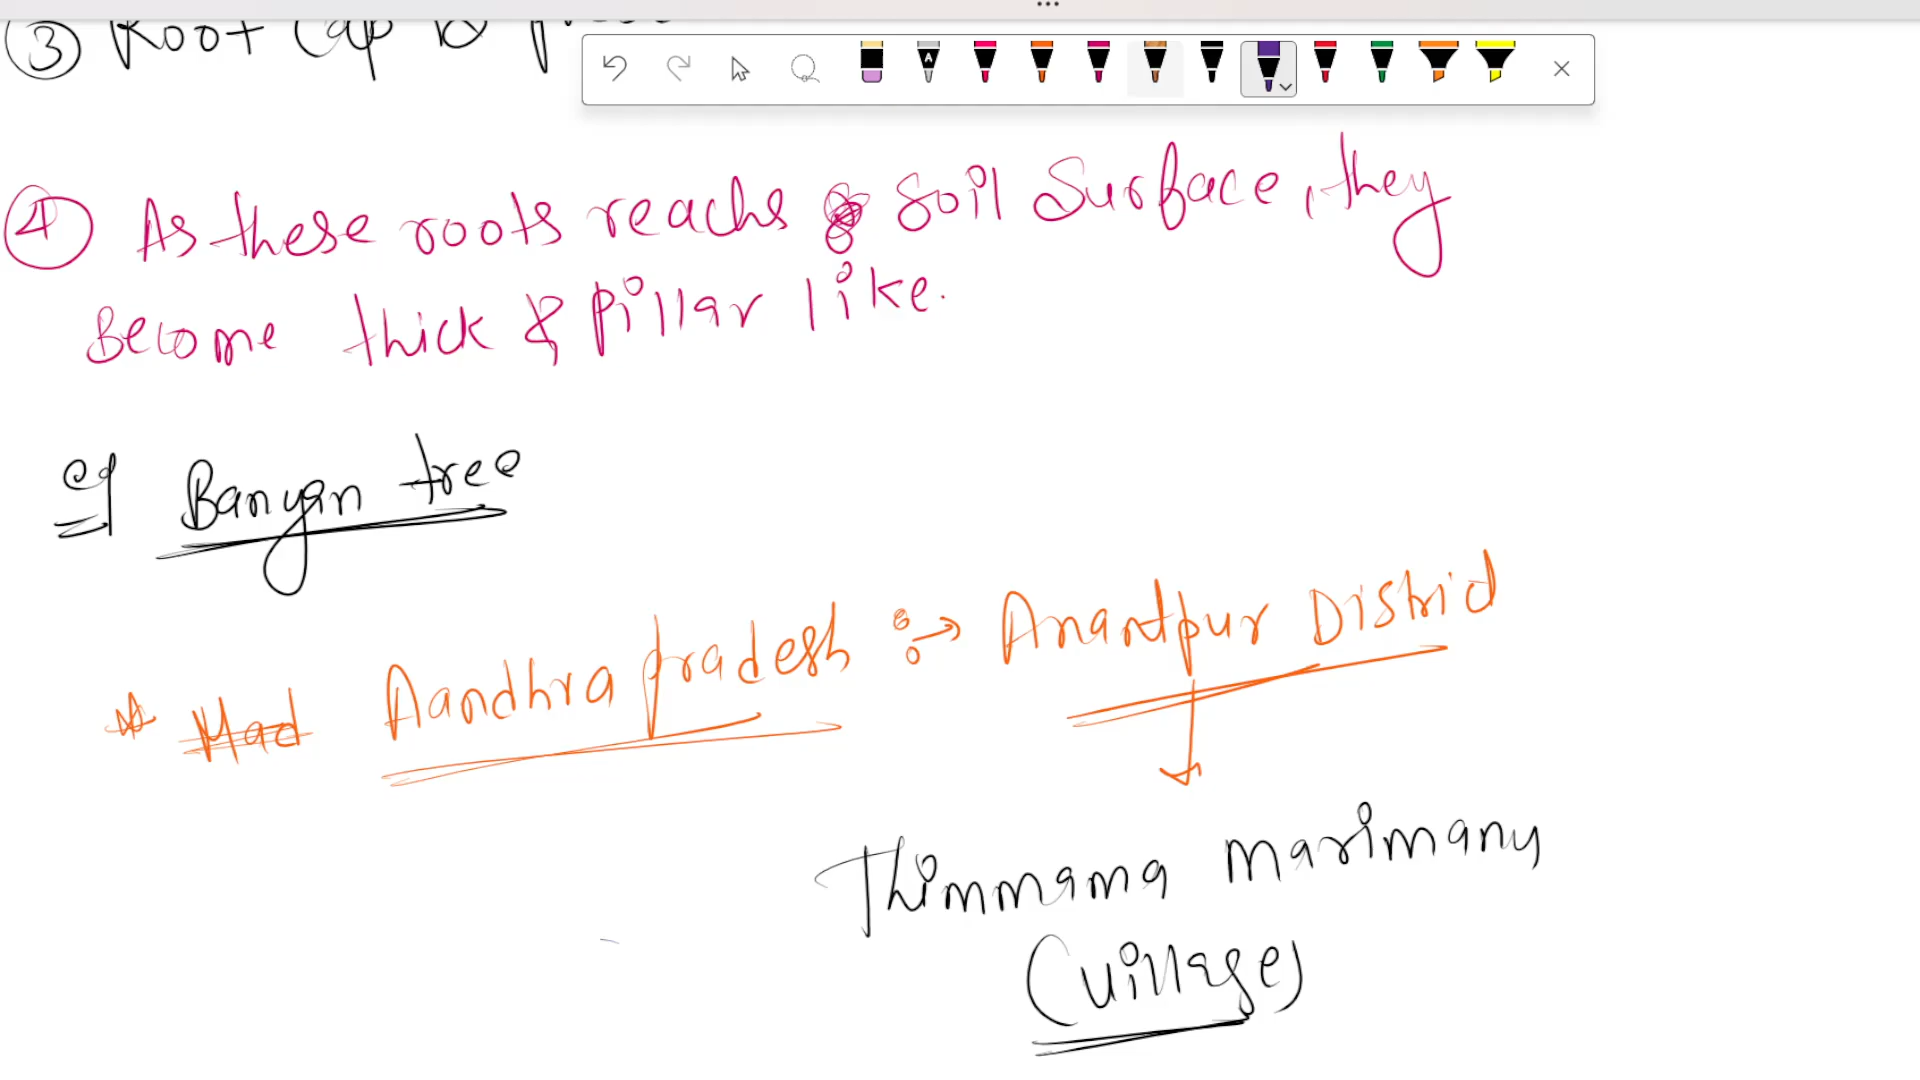 ③ Root Cap is
④ As these roots reachs soil surface, they
Become thick & pillar like.
eg Banyan tree
* Mad Aandhra pradesh :→ Anantpur District
Thimmama marimanu
(village)